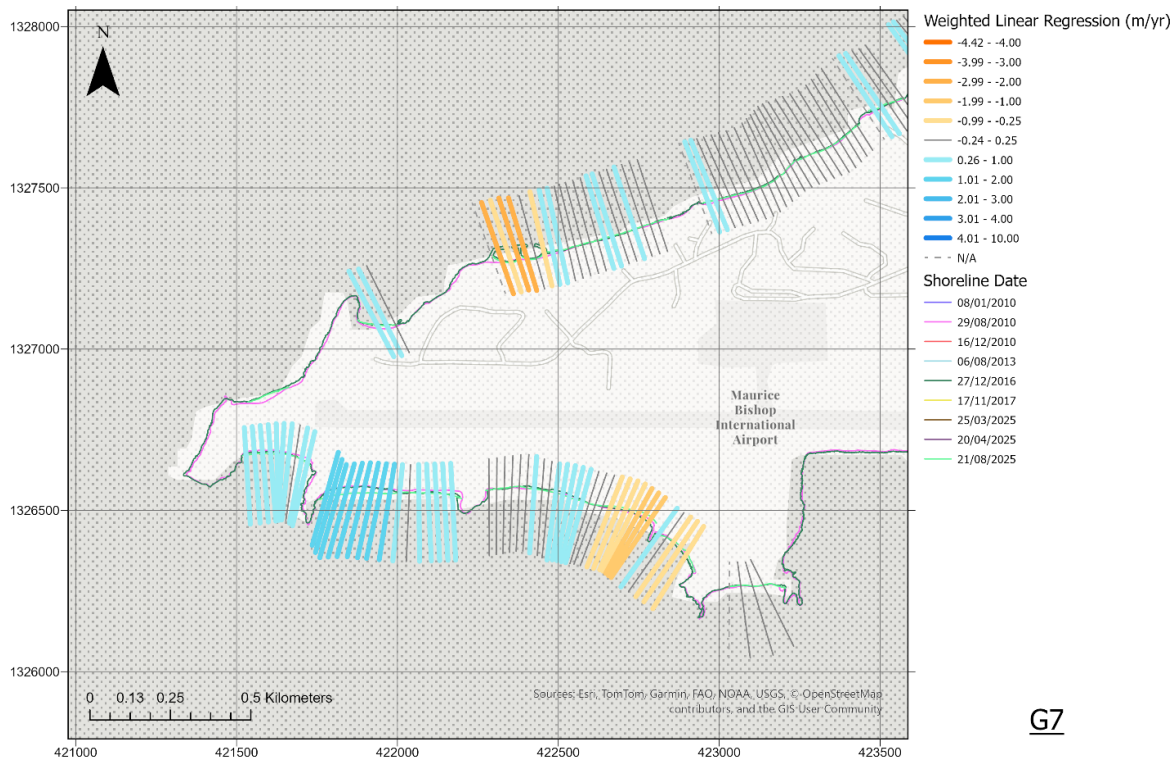 N
1328000
1327500
1327000
1326500
1326000
421000
421500
422000
422500
423000
423500
Maurice
Bishop
International
Airport
0 0.13 0.25 0.5 Kilometers
Sources: Esri, TomTom, Garmin, FAO, NOAA, USGS, © OpenStreetMap
contributors, and the GIS User Community
Weighted Linear Regression (m/yr)
-4.42 - -4.00
-3.99 - -3.00
-2.99 - -2.00
-1.99 - -1.00
-0.99 - -0.25
-0.24 - 0.25
0.26 - 1.00
1.01 - 2.00
2.01 - 3.00
3.01 - 4.00
4.01 - 10.00
N/A
Shoreline Date
08/01/2010
29/08/2010
16/12/2010
06/08/2013
27/12/2016
17/11/2017
25/03/2025
20/04/2025
21/08/2025
G7